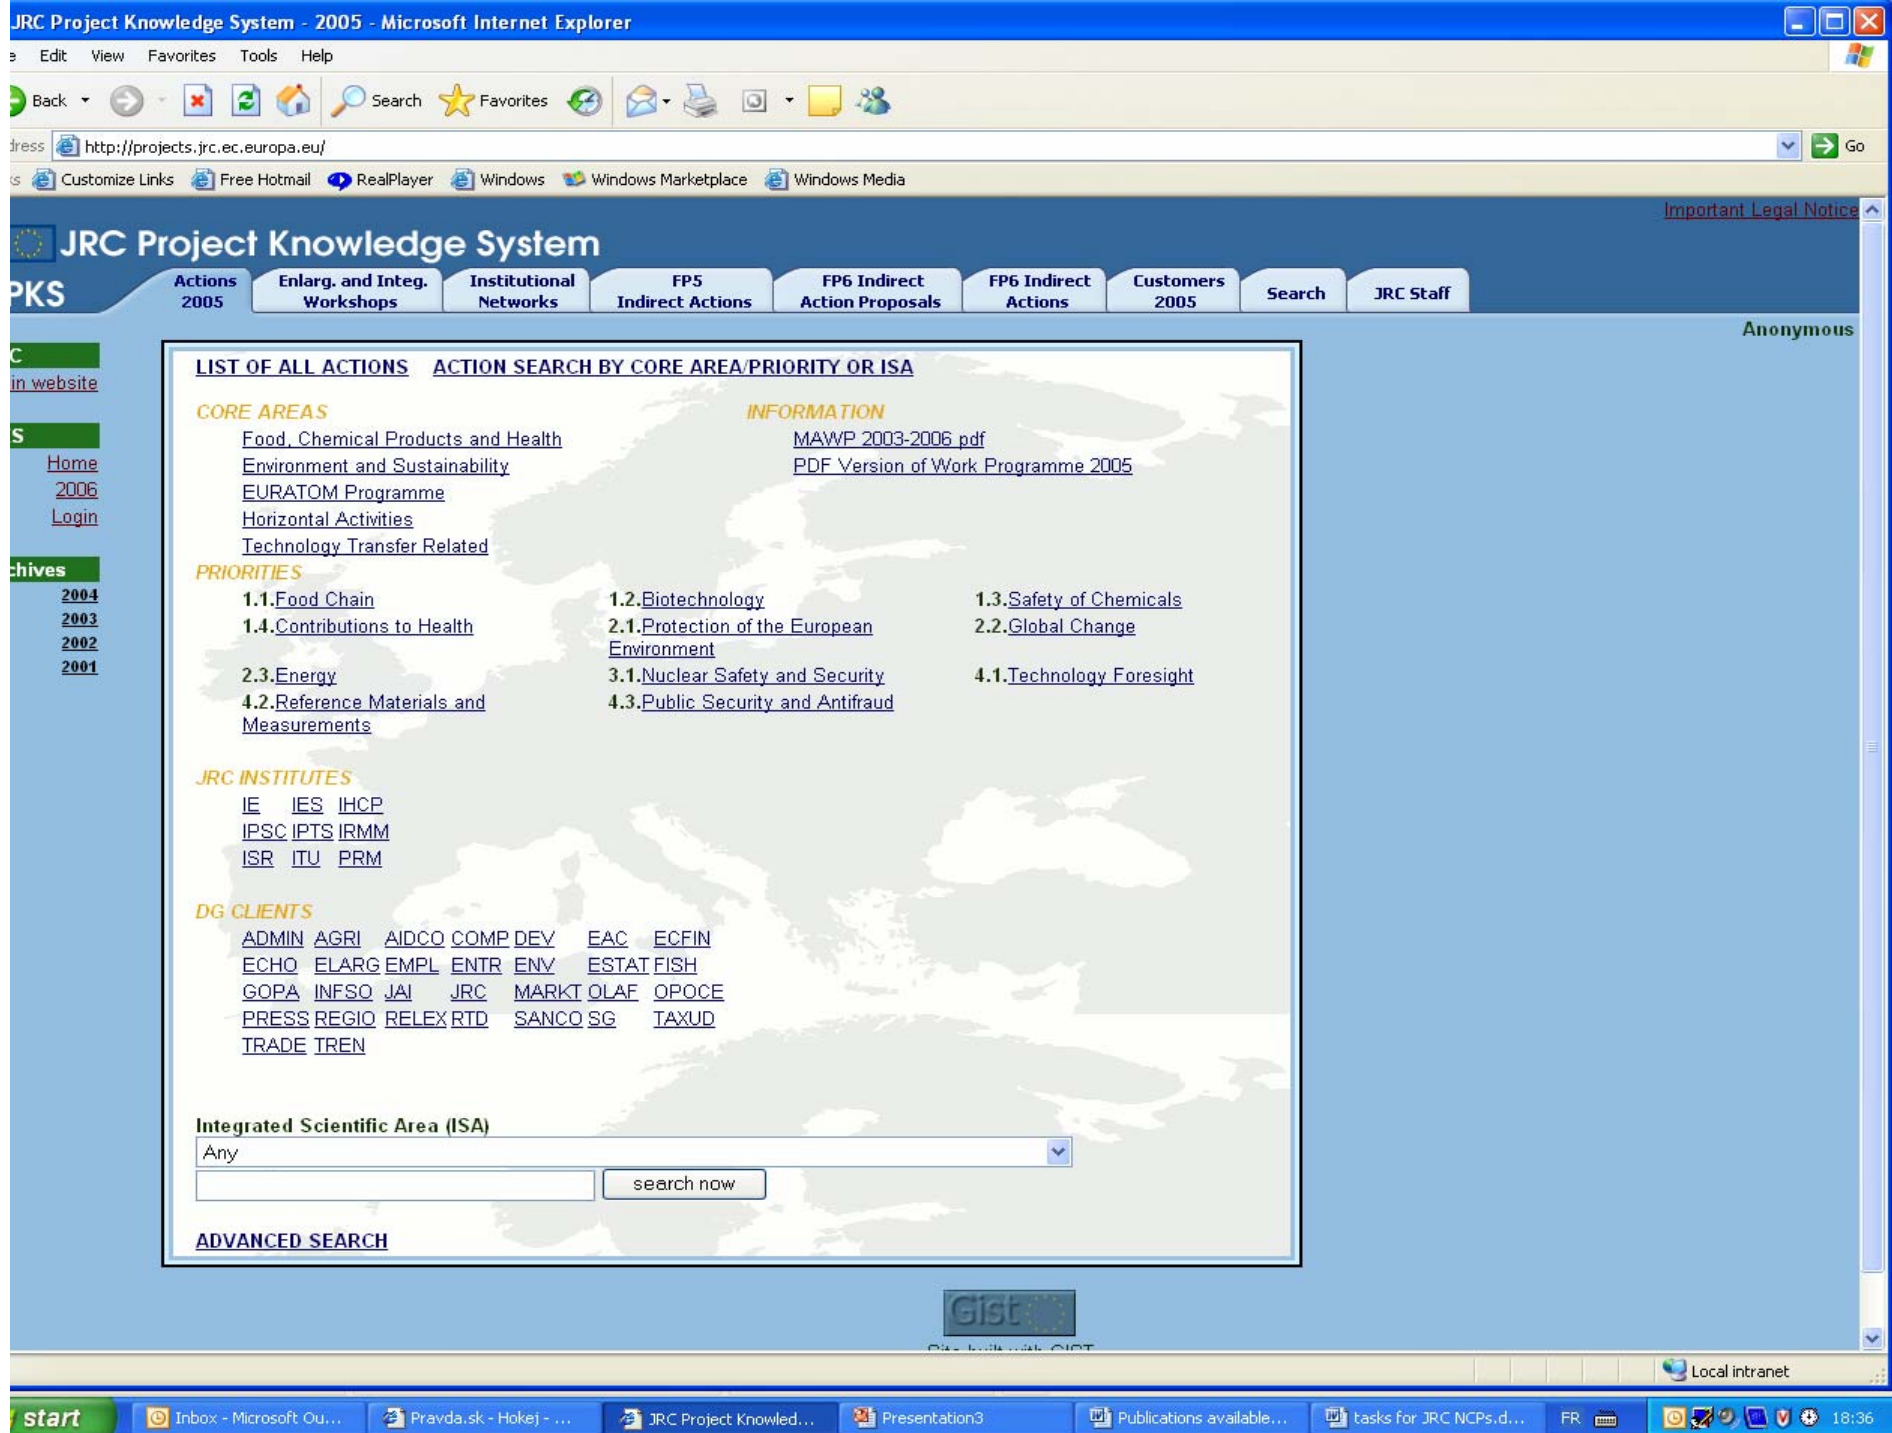 JRC Project Knowledge System - 2005 - Microsoft Internet Explorer
Edit View Favorites Tools Help
Back Search Favorites
http://projects.jrc.ec.europa.eu/ Go
Customize Links Free Hotmail RealPlayer Windows Windows Marketplace Windows Media
Important Legal Notice
JRC Project Knowledge System
PKS
Actions 2005
Enlarg. and Integ. Workshops
Institutional Networks
FP5 Indirect Actions
FP6 Indirect Action Proposals
FP6 Indirect Actions
Customers 2005
Search
JRC Staff
Anonymous
in website
Home
2006
Login
chives
2004
2003
2002
2001
LIST OF ALL ACTIONS ACTION SEARCH BY CORE AREA/PRIORITY OR ISA
CORE AREAS
Food, Chemical Products and Health
Environment and Sustainability
EURATOM Programme
Horizontal Activities
Technology Transfer Related
INFORMATION
MAWP 2003-2006 pdf
PDF Version of Work Programme 2005
PRIORITIES
1.1.Food Chain
1.2.Biotechnology
1.3.Safety of Chemicals
1.4.Contributions to Health
2.1.Protection of the European
Environment
2.2.Global Change
2.3.Energy
3.1.Nuclear Safety and Security
4.1.Technology Foresight
4.2.Reference Materials and
Measurements
4.3.Public Security and Antifraud
JRC INSTITUTES
IE IES IHCP
IPSC IPTS IRMM
ISR ITU PRM
DG CLIENTS
ADMIN AGRI AIDCO COMP DEV EAC ECFIN
ECHO ELARG EMPL ENTR ENV ESTAT FISH
GOPA INFSO JAI JRC MARKT OLAF OPOCE
PRESS REGIO RELEX RTD SANCO SG TAXUD
TRADE TREN
Integrated Scientific Area (ISA)
Any
search now
ADVANCED SEARCH
Gist
Site built with GIST
Local intranet
start Inbox - Microsoft Ou... Pravda.sk - Hokej - ... JRC Project Knowled... Presentation3 Publications available... tasks for JRC NCPs.d... FR 18:36